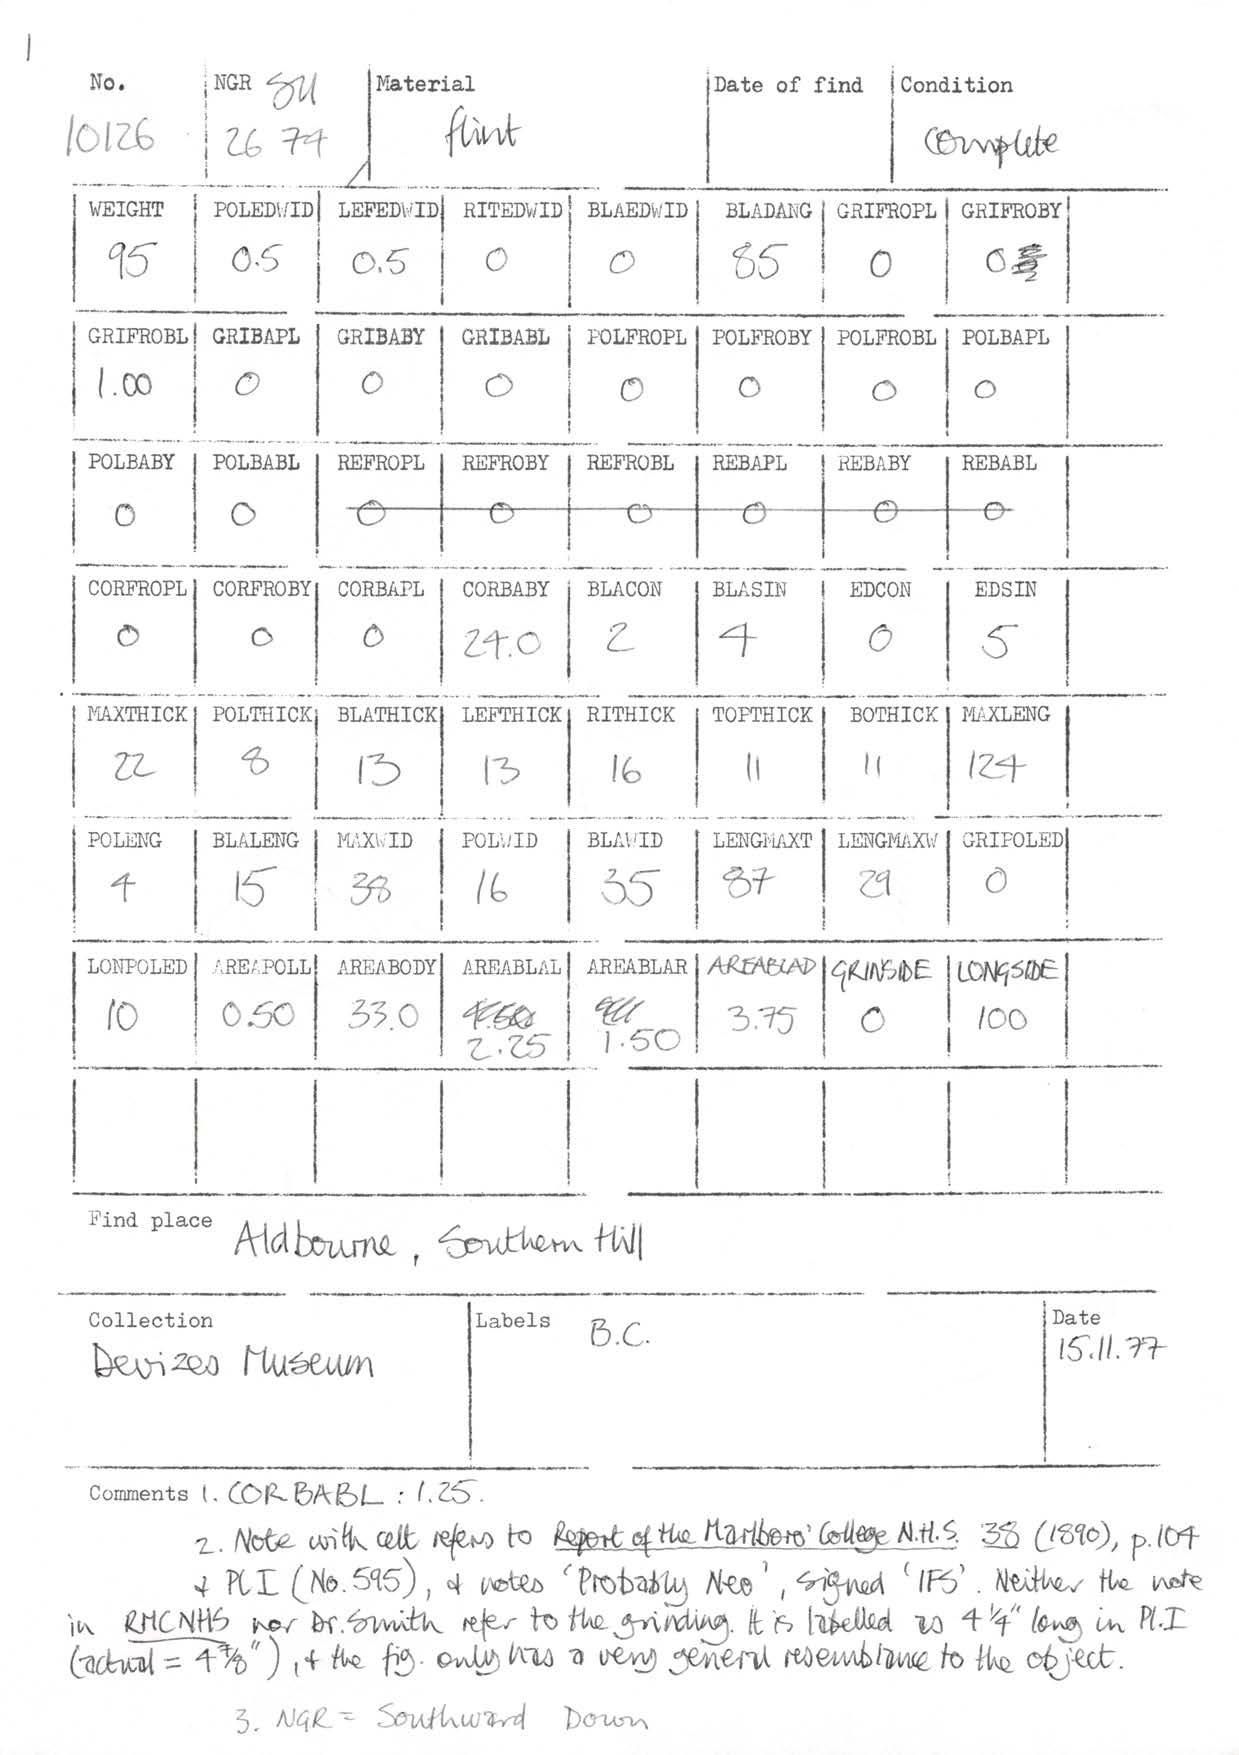 1
No. NGR SU Material Date of find Condition
10126 26 74 flint complete
WEIGHT POLEDWID LEFEDWID RITEDWID BLAEDWID BLADANG GRIFROPL GRIFROBY
95 0.5 0.5 0 0 85 0 0
GRIFROBL GRIBAPL GRIBABY GRIBABL POLFROPL POLFROBY POLFROBL POLBAPL
1.00 0 0 0 0 0 0 0
POLBABY POLBABL REFROPL REFROBY REFROBL REBAPL REBABY REBABL
0 0 0 0 0 0 0 0
CORFROPL CORFROBY CORBAPL CORBABY BLACON BLASIN EDCON EDSIN
0 0 0 24.0 2 4 0 5
MAXTHICK POLTHICK BLATHICK LEFTHICK RITHICK TOPTHICK BOTHICK MAXLENG
22 8 13 13 16 11 11 124
POLENG BLALENG MAXWID POLWID BLAWID LENGMAXT LENGMAXW GRIPOLED
4 15 38 16 35 87 29 0
LONPOLED AREAPOLL AREABODY AREABLAL AREABLAR AREABLAD GRINSIDE LONGSIDE
10 0.50 33.0 2.25 1.50 3.75 0 100
Find place Aldbourne, Southern Hill
Collection Labels B.C. Date
Devizes Museum 15.11.77
Comments 1. CORBABL : 1.25.
2. Note with celt refers to Report of the Marlboro' College N.H.S. 38 (1890), p.104
+ Pl I (No. 595), + notes 'Probably Neo', signed 'IFS'. Neither the note
in RMCNHS nor Dr. Smith refer to the grinding. It is labelled as 4 1/4" long in Pl. I
(actual = 4 7/8"), + the fig. only has a very general resemblance to the object.
3. NGR = Southward Down